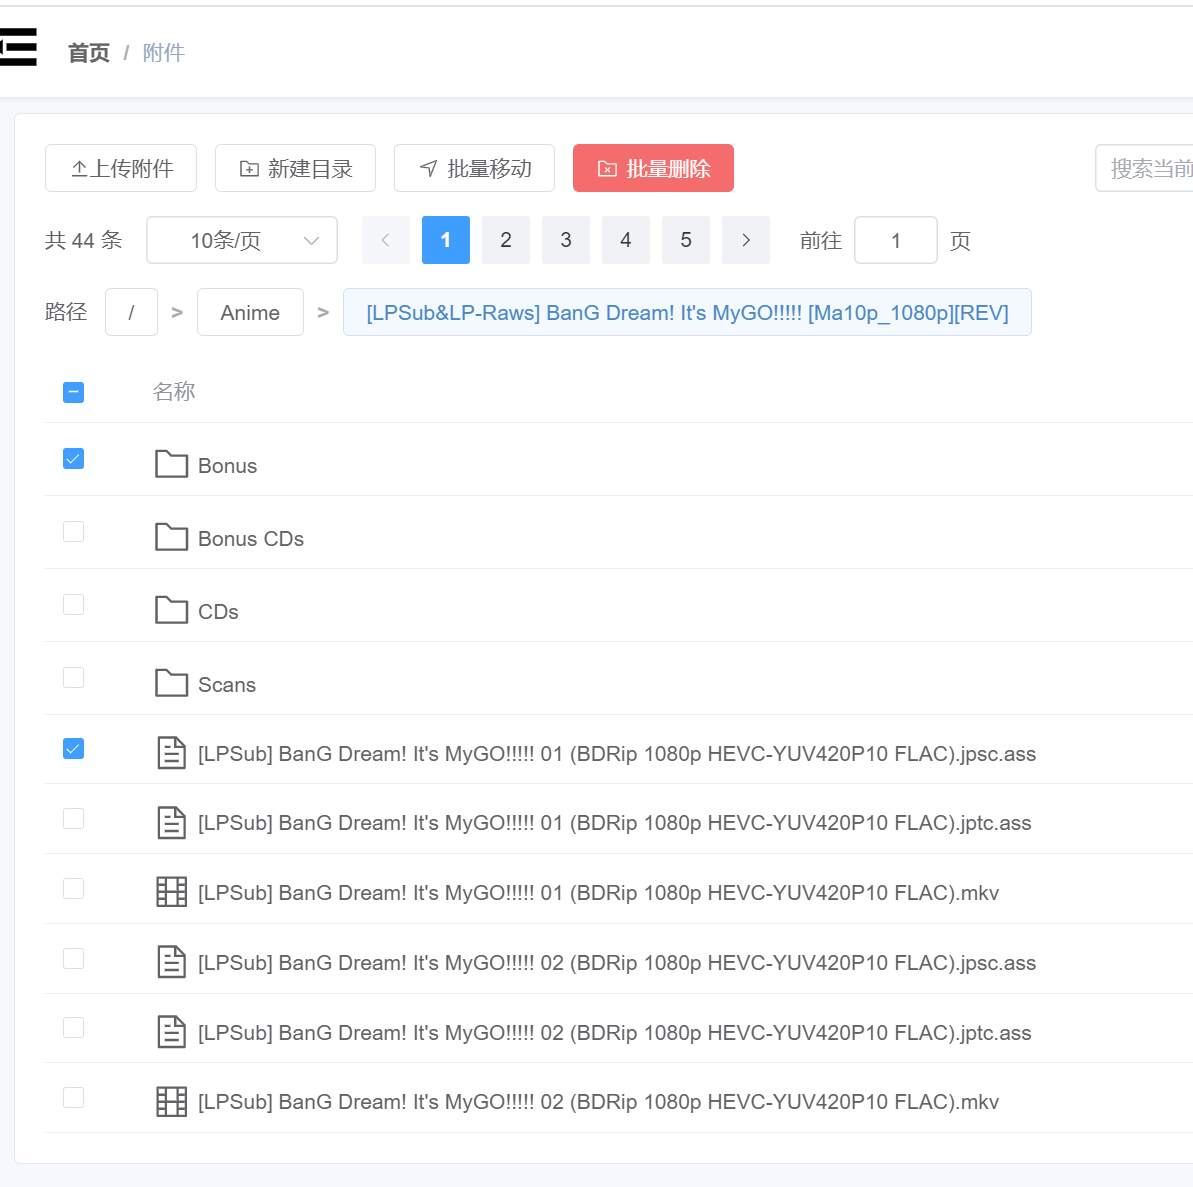 首页 / 附件
上传附件 新建目录 批量移动 批量删除 搜索当前
共 44 条 10条/页 < 1 2 3 4 5 > 前往 1 页
路径 / > Anime > [LPSub&LP-Raws] BanG Dream! It's MyGO!!!!! [Ma10p_1080p][REV]
名称
Bonus
Bonus CDs
CDs
Scans
[LPSub] BanG Dream! It's MyGO!!!!! 01 (BDRip 1080p HEVC-YUV420P10 FLAC).jpsc.ass
[LPSub] BanG Dream! It's MyGO!!!!! 01 (BDRip 1080p HEVC-YUV420P10 FLAC).jptc.ass
[LPSub] BanG Dream! It's MyGO!!!!! 01 (BDRip 1080p HEVC-YUV420P10 FLAC).mkv
[LPSub] BanG Dream! It's MyGO!!!!! 02 (BDRip 1080p HEVC-YUV420P10 FLAC).jpsc.ass
[LPSub] BanG Dream! It's MyGO!!!!! 02 (BDRip 1080p HEVC-YUV420P10 FLAC).jptc.ass
[LPSub] BanG Dream! It's MyGO!!!!! 02 (BDRip 1080p HEVC-YUV420P10 FLAC).mkv